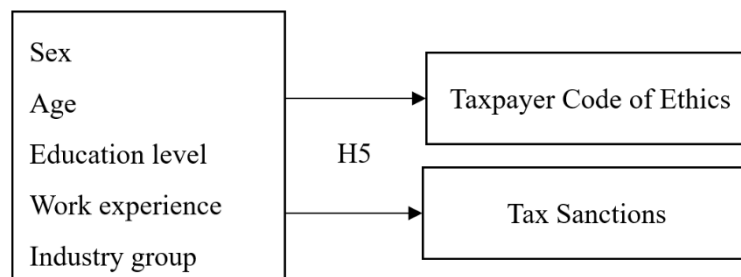 Sex
Age
Education level
Work experience
Industry group
H5
Taxpayer Code of Ethics
Tax Sanctions